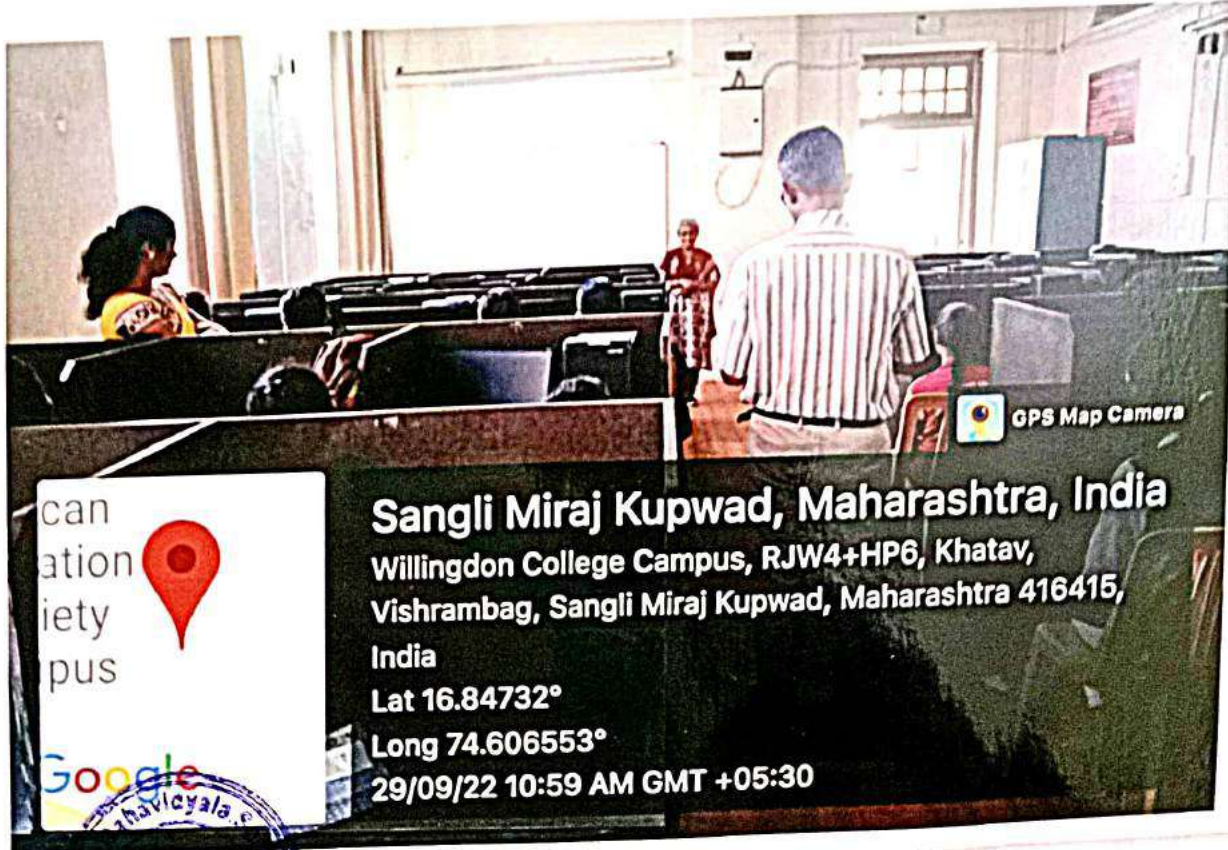 GPS Map Camera
can
ation
iety
pus
Google
Sangli Miraj Kupwad, Maharashtra, India
Willingdon College Campus, RJW4+HP6, Khatav,
Vishrambag, Sangli Miraj Kupwad, Maharashtra 416415,
India
Lat 16.84732°
Long 74.606553°
29/09/22 10:59 AM GMT +05:30